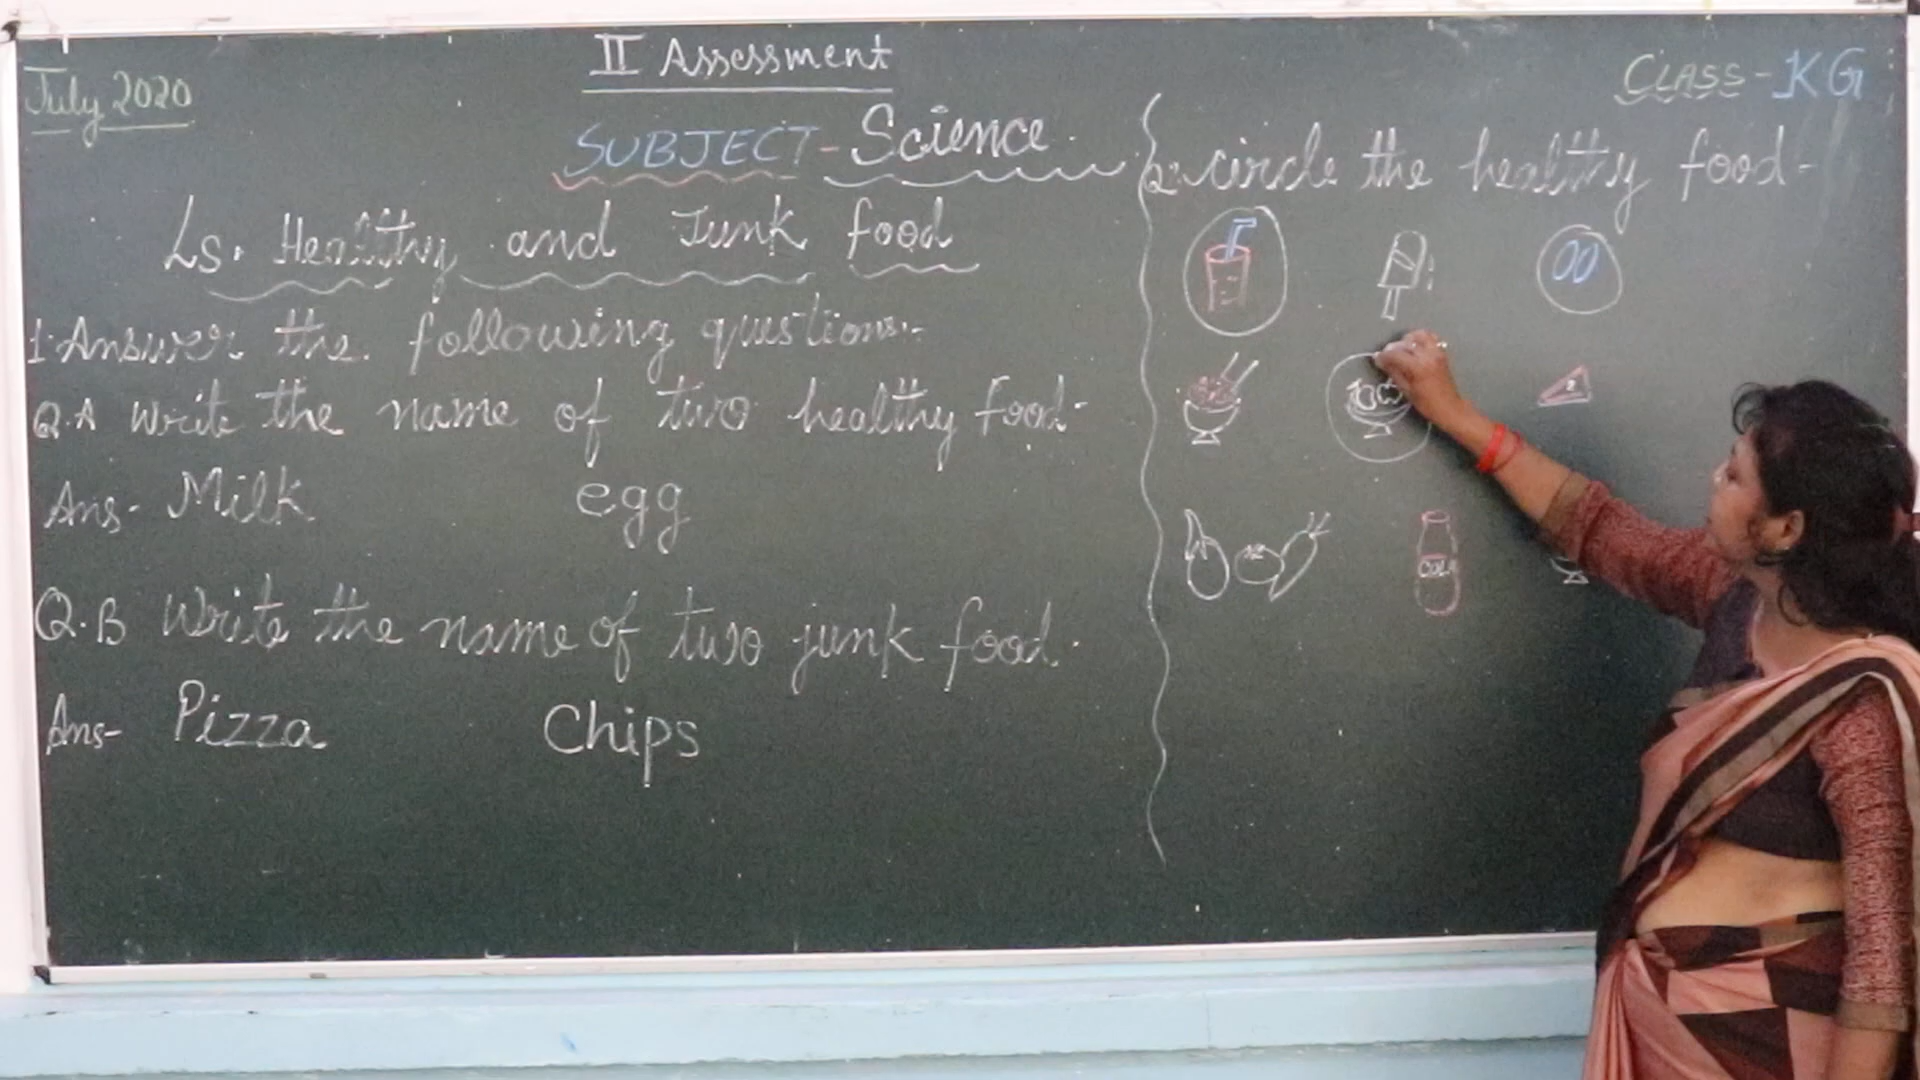 July 2020
II Assessment
CLASS-KG
SUBJECT-Science.
Ls. Healthy and Junk food
1. Answer the following questions:-
Q.A Write the name of two healthy food.
Ans- Milk egg
Q.B Write the name of two junk food.
Ans- Pizza Chips
Q2. circle the healthy food-
COLA